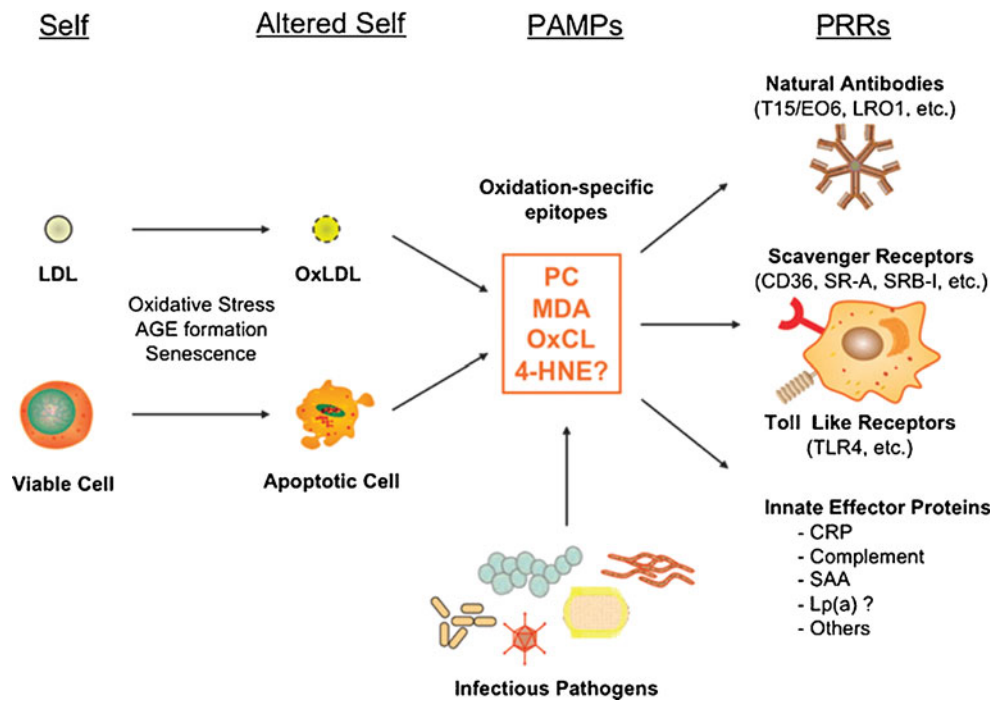 Self
Altered Self
PAMPs
PRRs
LDL
OxLDL
Oxidative Stress
AGE formation
Senescence
Viable Cell
Apoptotic Cell
Oxidation-specific
epitopes
PC
MDA
OxCL
4-HNE?
Infectious Pathogens
Natural Antibodies
(T15/EO6, LRO1, etc.)
Scavenger Receptors
(CD36, SR-A, SRB-I, etc.)
Toll Like Receptors
(TLR4, etc.)
Innate Effector Proteins
- CRP
- Complement
- SAA
- Lp(a) ?
- Others